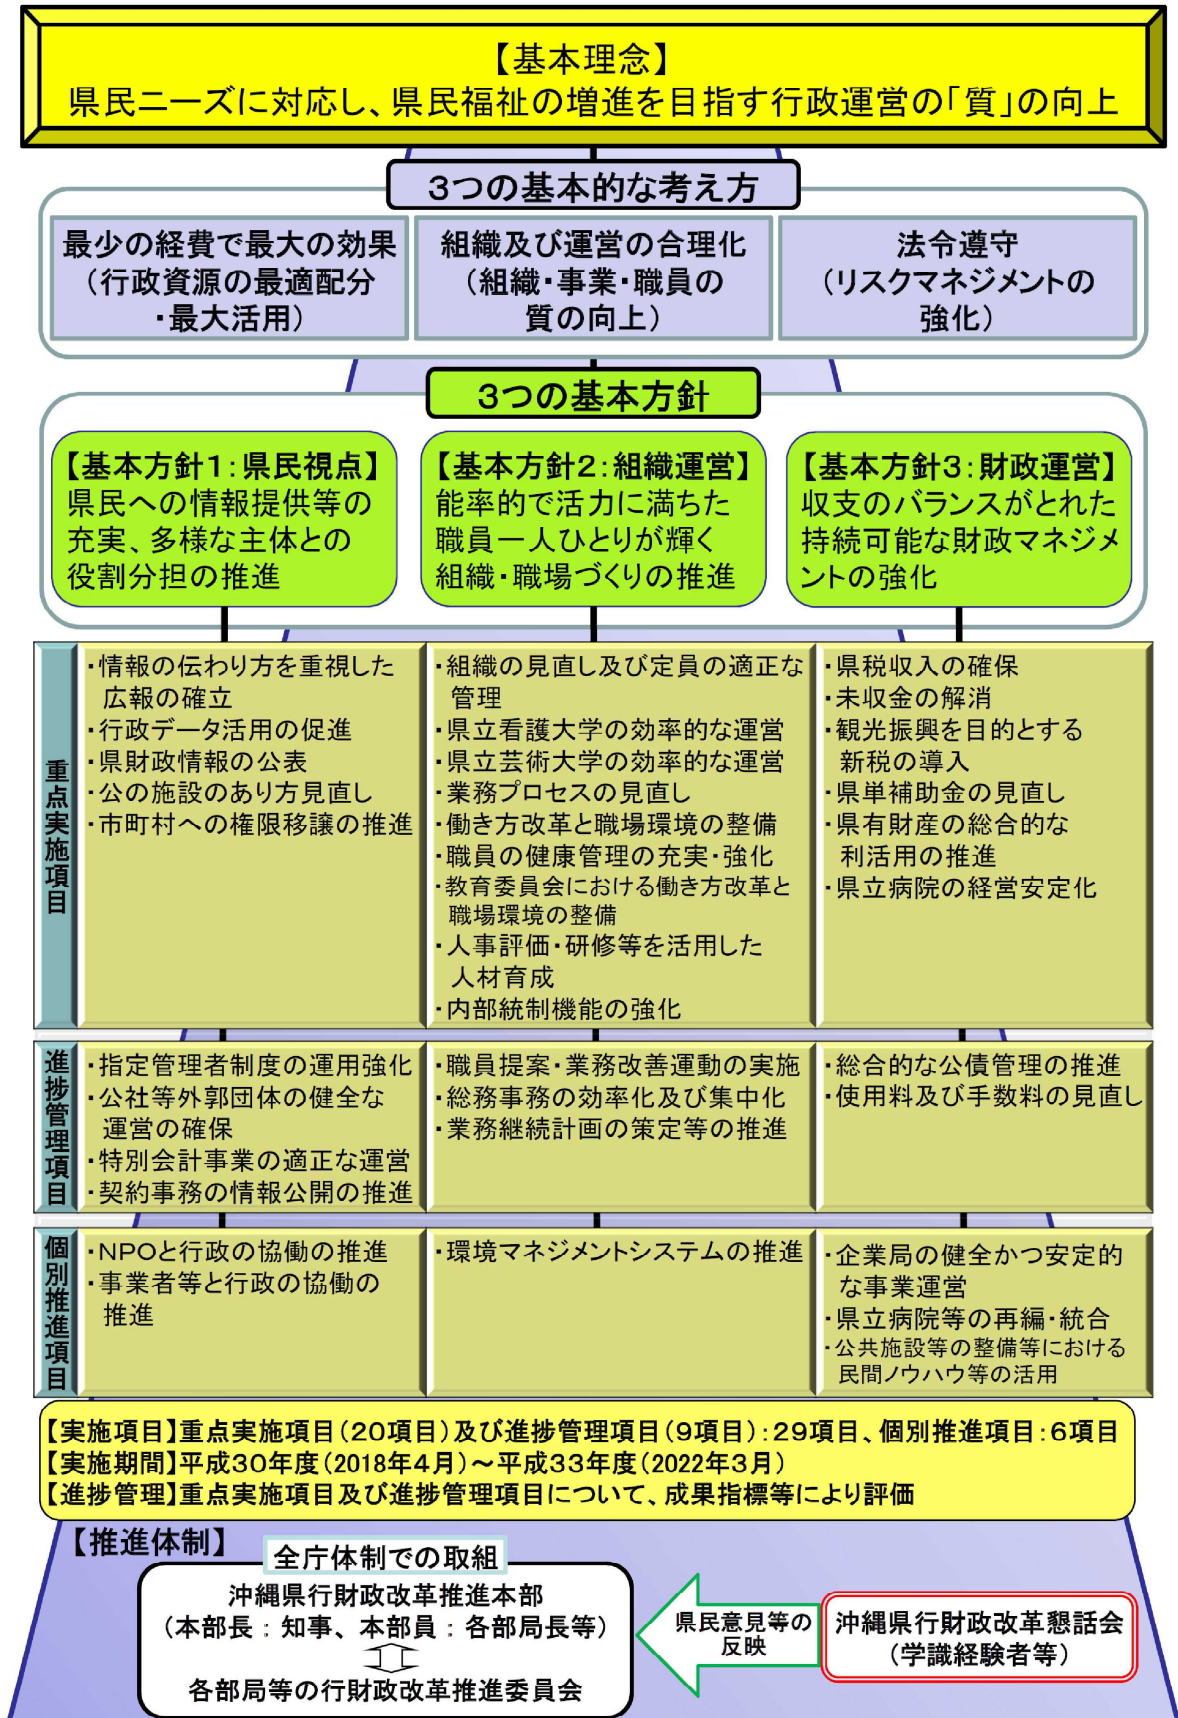 【基本理念】
県民ニーズに対応し、県民福祉の増進を目指す行政運営の「質」の向上
3つの基本的な考え方
最少の経費で最大の効果
（行政資源の最適配分
・最大活用）
組織及び運営の合理化
（組織・事業・職員の
質の向上）
法令遵守
（リスクマネジメントの
強化）
3つの基本方針
【基本方針1：県民視点】
県民への情報提供等の
充実、多様な主体との
役割分担の推進
【基本方針2：組織運営】
能率的で活力に満ちた
職員一人ひとりが輝く
組織・職場づくりの推進
【基本方針3：財政運営】
収支のバランスがとれた
持続可能な財政マネジメ
ントの強化
重点実施項目
・情報の伝わり方を重視した
広報の確立
・行政データ活用の促進
・県財政情報の公表
・公の施設のあり方見直し
・市町村への権限移譲の推進
・組織の見直し及び定員の適正な
管理
・県立看護大学の効率的な運営
・県立芸術大学の効率的な運営
・業務プロセスの見直し
・働き方改革と職場環境の整備
・職員の健康管理の充実・強化
・教育委員会における働き方改革と
職場環境の整備
・人事評価・研修等を活用した
人材育成
・内部統制機能の強化
・県税収入の確保
・未収金の解消
・観光振興を目的とする
新税の導入
・県単補助金の見直し
・県有財産の総合的な
利活用の推進
・県立病院の経営安定化
進捗管理項目
・指定管理者制度の運用強化
・公社等外郭団体の健全な
運営の確保
・特別会計事業の適正な運営
・契約事務の情報公開の推進
・職員提案・業務改善運動の実施
・総務事務の効率化及び集中化
・業務継続計画の策定等の推進
・総合的な公債管理の推進
・使用料及び手数料の見直し
個別推進項目
・NPOと行政の協働の推進
・事業者等と行政の協働の
推進
・環境マネジメントシステムの推進
・企業局の健全かつ安定的
な事業運営
・県立病院等の再編・統合
・公共施設等の整備等における
民間ノウハウ等の活用
【実施項目】重点実施項目（20項目）及び進捗管理項目（9項目）：29項目、個別推進項目：6項目
【実施期間】平成30年度（2018年4月）～平成33年度（2022年3月）
【進捗管理】重点実施項目及び進捗管理項目について、成果指標等により評価
【推進体制】
全庁体制での取組
沖縄県行財政改革推進本部
（本部長：知事、本部員：各部局長等）
各部局等の行財政改革推進委員会
県民意見等の
反映
沖縄県行財政改革懇話会
（学識経験者等）